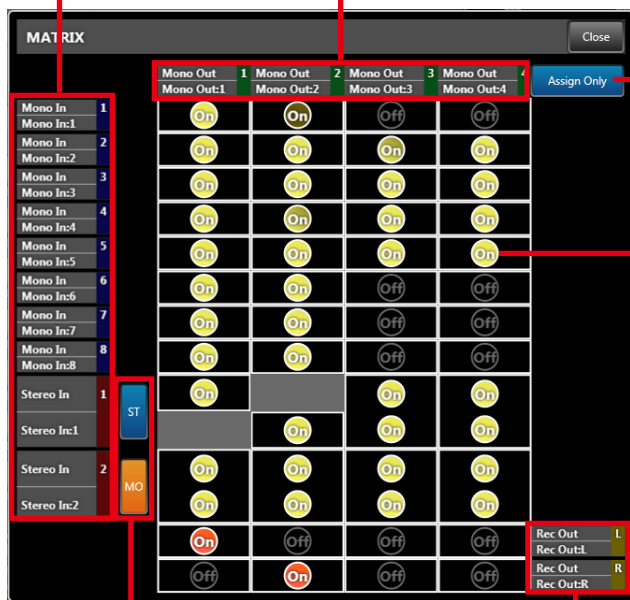 MATRIX Close
Mono Out 1 Mono Out 2 Mono Out 3 Mono Out 4
Mono Out:1 Mono Out:2 Mono Out:3 Mono Out:4
Assign Only
Mono In 1 On On Off Off
Mono In:1
Mono In 2 On On On On
Mono In:2
Mono In 3 On On On On
Mono In:3
Mono In 4 On On On On
Mono In:4
Mono In 5 On On On On
Mono In:5
Mono In 6 On On Off Off
Mono In:6
Mono In 7 On On Off Off
Mono In:7
Mono In 8 On On Off Off
Mono In:8
Stereo In 1 On On On
ST
Stereo In:1 On On On
Stereo In 2 On On On On
MO
Stereo In:2 On On On On
On Off Off Off Rec Out L
Rec Out:L
Off On Off Off Rec Out R
Rec Out:R